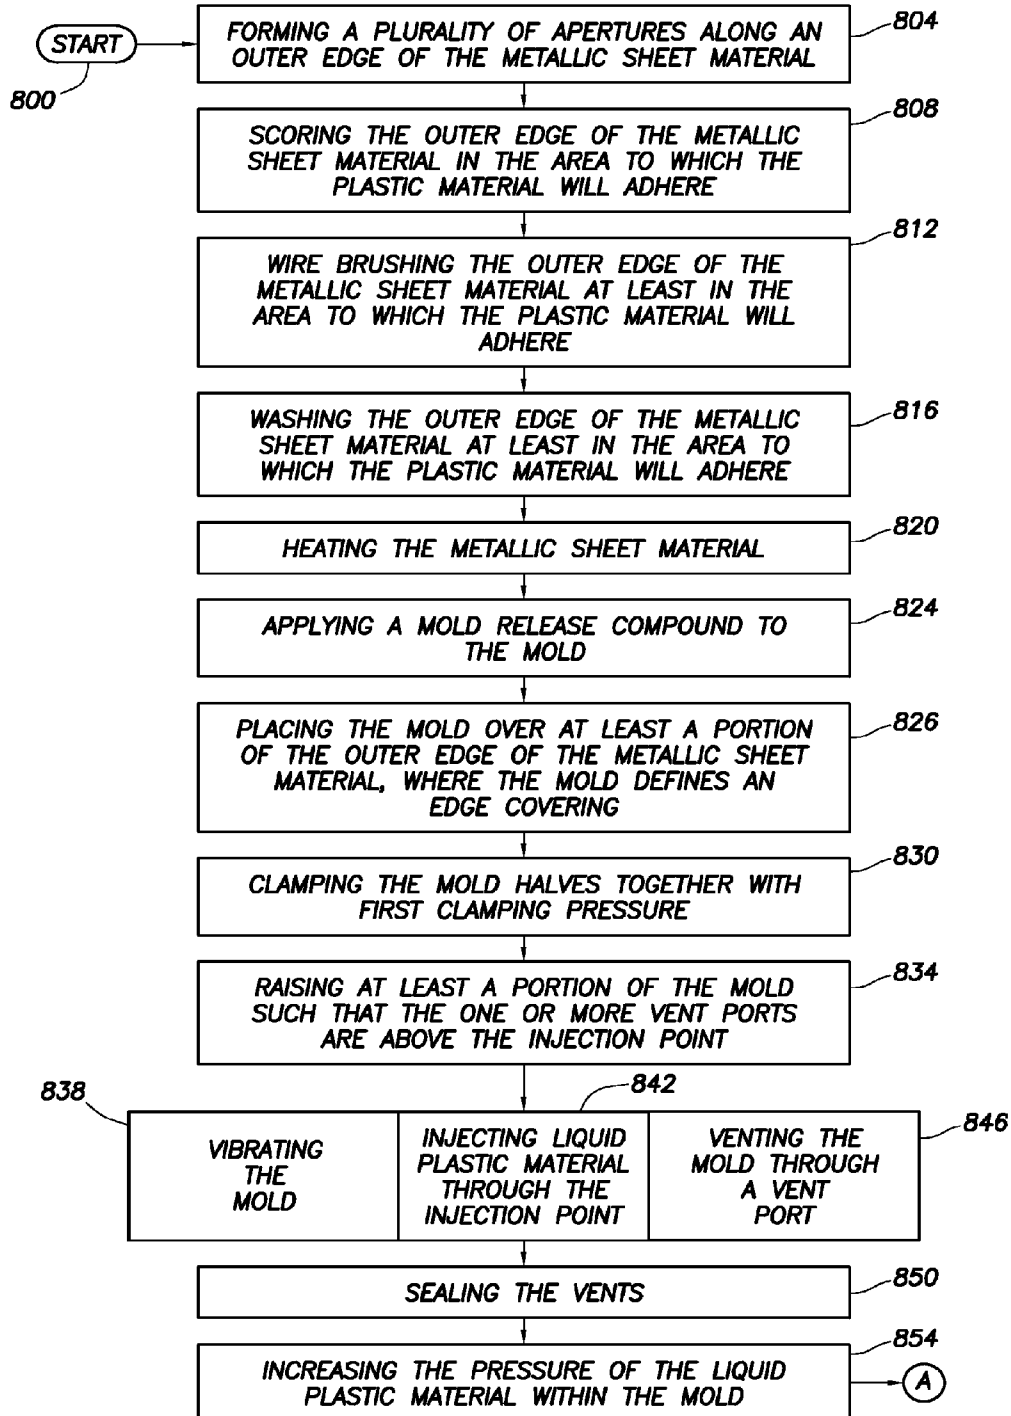 START
800
FORMING A PLURALITY OF APERTURES ALONG AN
OUTER EDGE OF THE METALLIC SHEET MATERIAL
804
SCORING THE OUTER EDGE OF THE METALLIC
SHEET MATERIAL IN THE AREA TO WHICH THE
PLASTIC MATERIAL WILL ADHERE
808
WIRE BRUSHING THE OUTER EDGE OF THE
METALLIC SHEET MATERIAL AT LEAST IN THE
AREA TO WHICH THE PLASTIC MATERIAL WILL
ADHERE
812
WASHING THE OUTER EDGE OF THE METALLIC
SHEET MATERIAL AT LEAST IN THE AREA TO
WHICH THE PLASTIC MATERIAL WILL ADHERE
816
HEATING THE METALLIC SHEET MATERIAL
820
APPLYING A MOLD RELEASE COMPOUND TO
THE MOLD
824
PLACING THE MOLD OVER AT LEAST A PORTION
OF THE OUTER EDGE OF THE METALLIC SHEET
MATERIAL, WHERE THE MOLD DEFINES AN
EDGE COVERING
826
CLAMPING THE MOLD HALVES TOGETHER WITH
FIRST CLAMPING PRESSURE
830
RAISING AT LEAST A PORTION OF THE MOLD
SUCH THAT THE ONE OR MORE VENT PORTS
ARE ABOVE THE INJECTION POINT
834
838
VIBRATING
THE
MOLD
842
INJECTING LIQUID
PLASTIC MATERIAL
THROUGH THE
INJECTION POINT
VENTING THE
MOLD THROUGH
A VENT
PORT
846
SEALING THE VENTS
850
INCREASING THE PRESSURE OF THE LIQUID
PLASTIC MATERIAL WITHIN THE MOLD
854
A